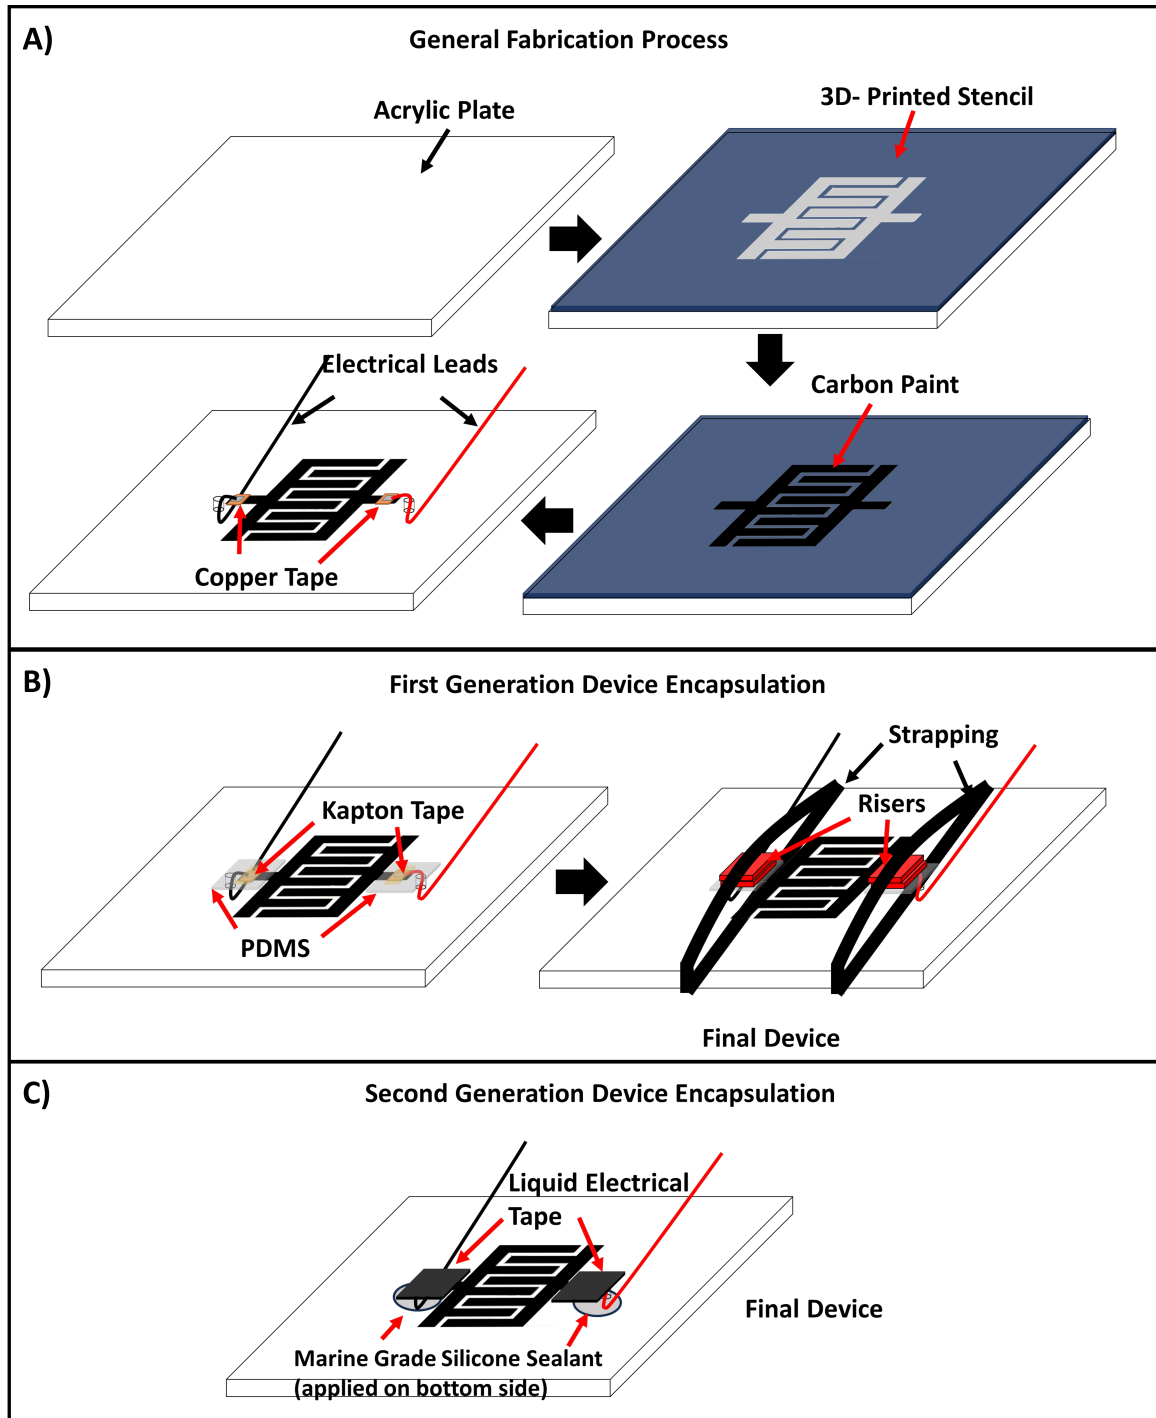 A)
General Fabrication Process
Acrylic Plate
3D- Printed Stencil
Electrical Leads
Carbon Paint
Copper Tape
B)
First Generation Device Encapsulation
Strapping
Kapton Tape
Risers
PDMS
Final Device
C)
Second Generation Device Encapsulation
Liquid Electrical
Tape
Final Device
Marine Grade Silicone Sealant
(applied on bottom side)